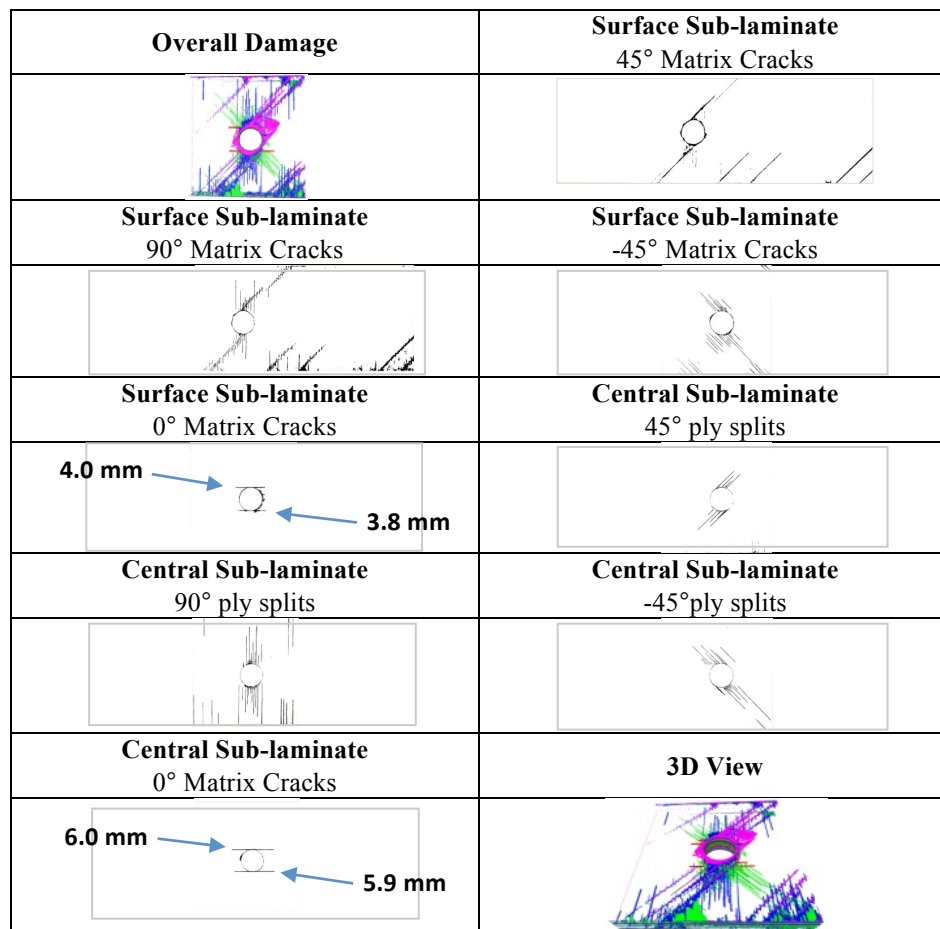 Overall Damage
Surface Sub-laminate
45° Matrix Cracks
Surface Sub-laminate
90° Matrix Cracks
Surface Sub-laminate
-45° Matrix Cracks
Surface Sub-laminate
0° Matrix Cracks
Central Sub-laminate
45° ply splits
4.0 mm
3.8 mm
Central Sub-laminate
90° ply splits
Central Sub-laminate
-45°ply splits
Central Sub-laminate
0° Matrix Cracks
3D View
6.0 mm
5.9 mm